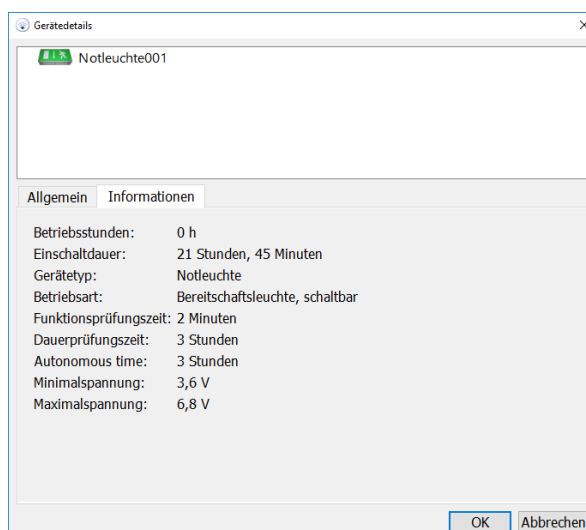 Gerätedetails
Notleuchte001
Allgemein Informationen
Betriebsstunden: 0 h
Einschaltdauer: 21 Stunden, 45 Minuten
Gerätetyp: Notleuchte
Betriebsart: Bereitschaftsleuchte, schaltbar
Funktionsprüfungszeit: 2 Minuten
Dauerprüfungszeit: 3 Stunden
Autonomous time: 3 Stunden
Minimalspannung: 3,6 V
Maximalspannung: 6,8 V
OK Abbrechen